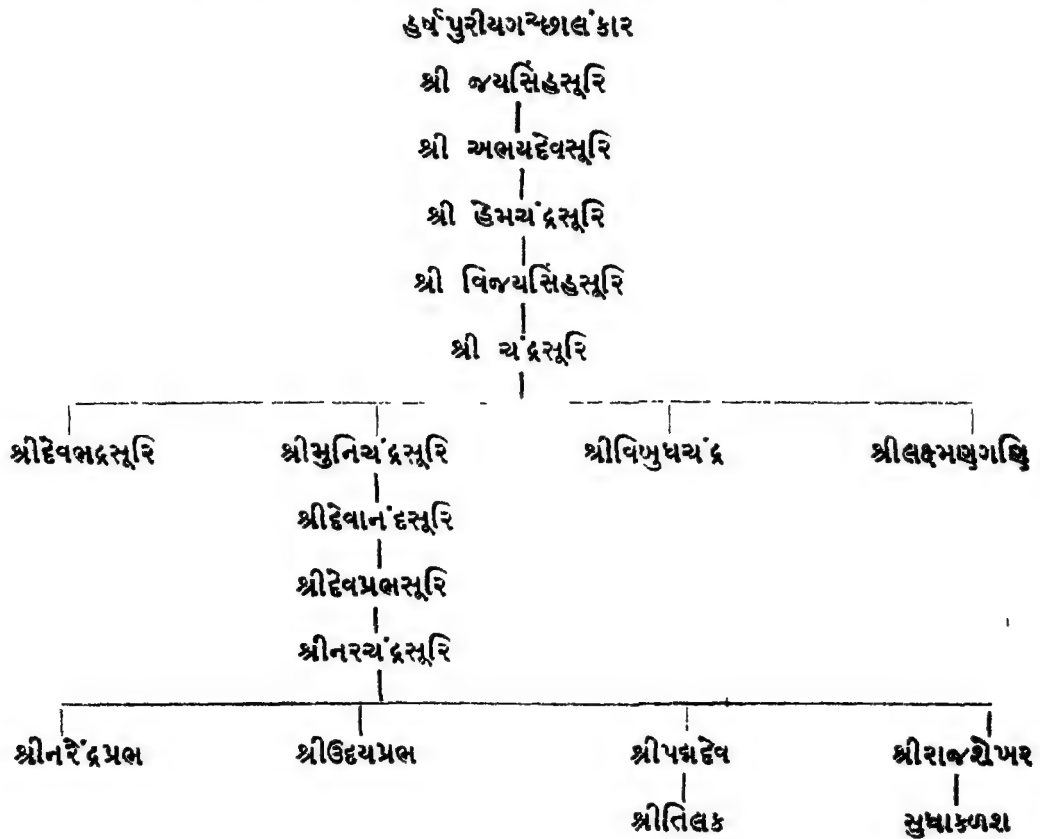 હર્ષપુરીયગચ્છાલંકાર
શ્રી જયસિંહસૂરિ
શ્રી અભયદેવસૂરિ
શ્રી હેમચંદ્રસૂરિ
શ્રી વિજયસિંહસૂરિ
શ્રી ચંદ્રસૂરિ
શ્રીદેવભદ્રસૂરિ શ્રીમુનિચંદ્રસૂરિ શ્રીવિબુધચંદ્ર શ્રીલક્ષ્મણગણિ
શ્રીદેવાનંદસૂરિ
શ્રીદેવપ્રભસૂરિ
શ્રીનરચંદ્રસૂરિ
શ્રીનરેંદ્રપ્રભ શ્રીઉદયપ્રભ શ્રીપદ્મદેવ શ્રીરાજશેખર
શ્રીતિલક સુધાકળશ